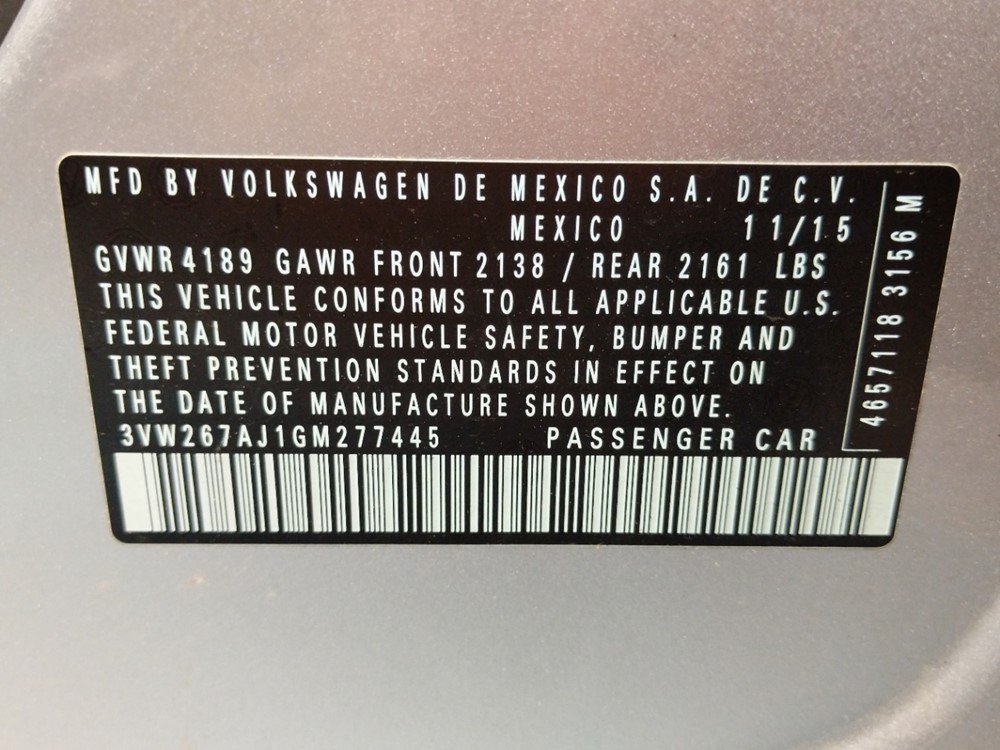 MFD BY VOLKSWAGEN DE MEXICO S.A. DE C.V.
MEXICO 11/15
GVWR4189 GAWR FRONT 2138 / REAR 2161 LBS
THIS VEHICLE CONFORMS TO ALL APPLICABLE U.S.
FEDERAL MOTOR VEHICLE SAFETY, BUMPER AND
THEFT PREVENTION STANDARDS IN EFFECT ON
THE DATE OF MANUFACTURE SHOWN ABOVE.
3VW267AJ1GM277445 PASSENGER CAR
4657118 3156 M